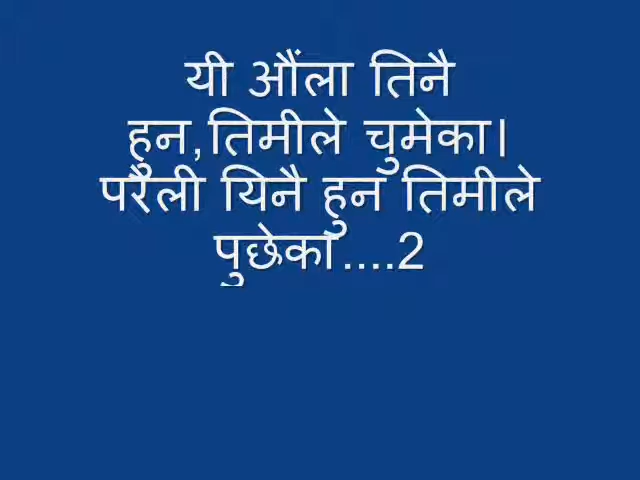 यी औंला तिनै
हुन,तिमीले चुमेका।
परेली यिनै हुन तिमीले
पुछेका....2